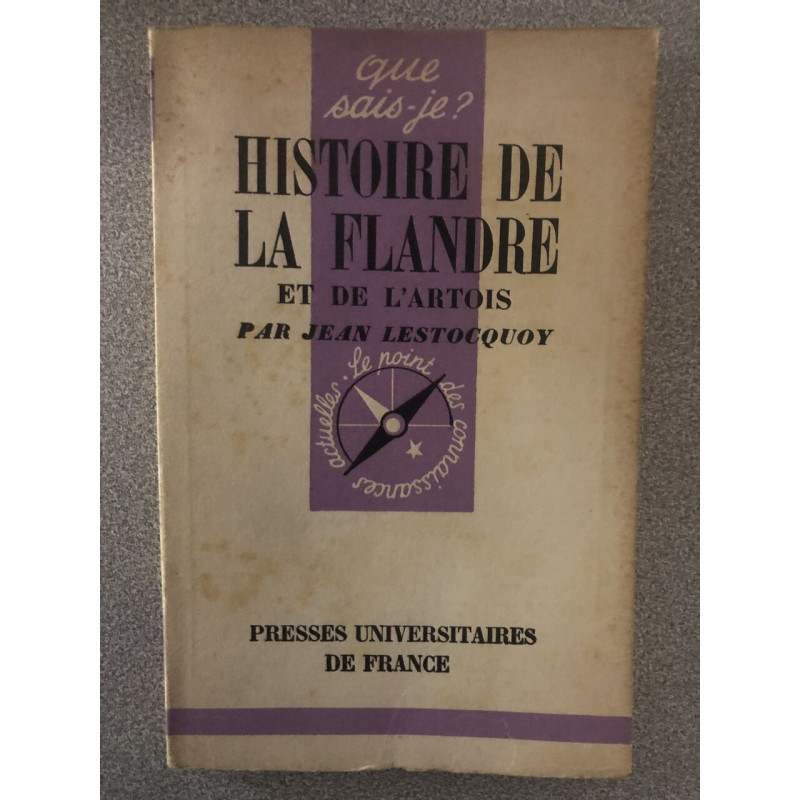 que
sais-je?
HISTOIRE DE
LA FLANDRE
ET DE L'ARTOIS
PAR JEAN LESTOCQUOY
Le point des connaissances actuelles.
PRESSES UNIVERSITAIRES
DE FRANCE